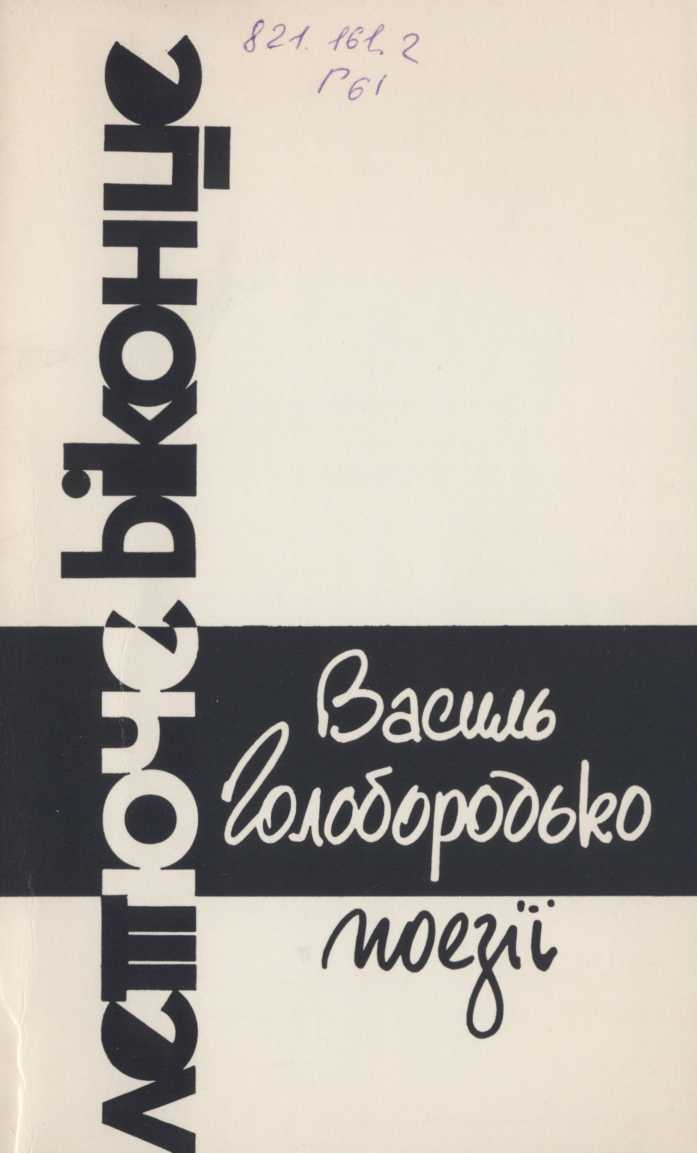 821.161.2
Г61
летюче віконце
Василь
Голобородько
поезії